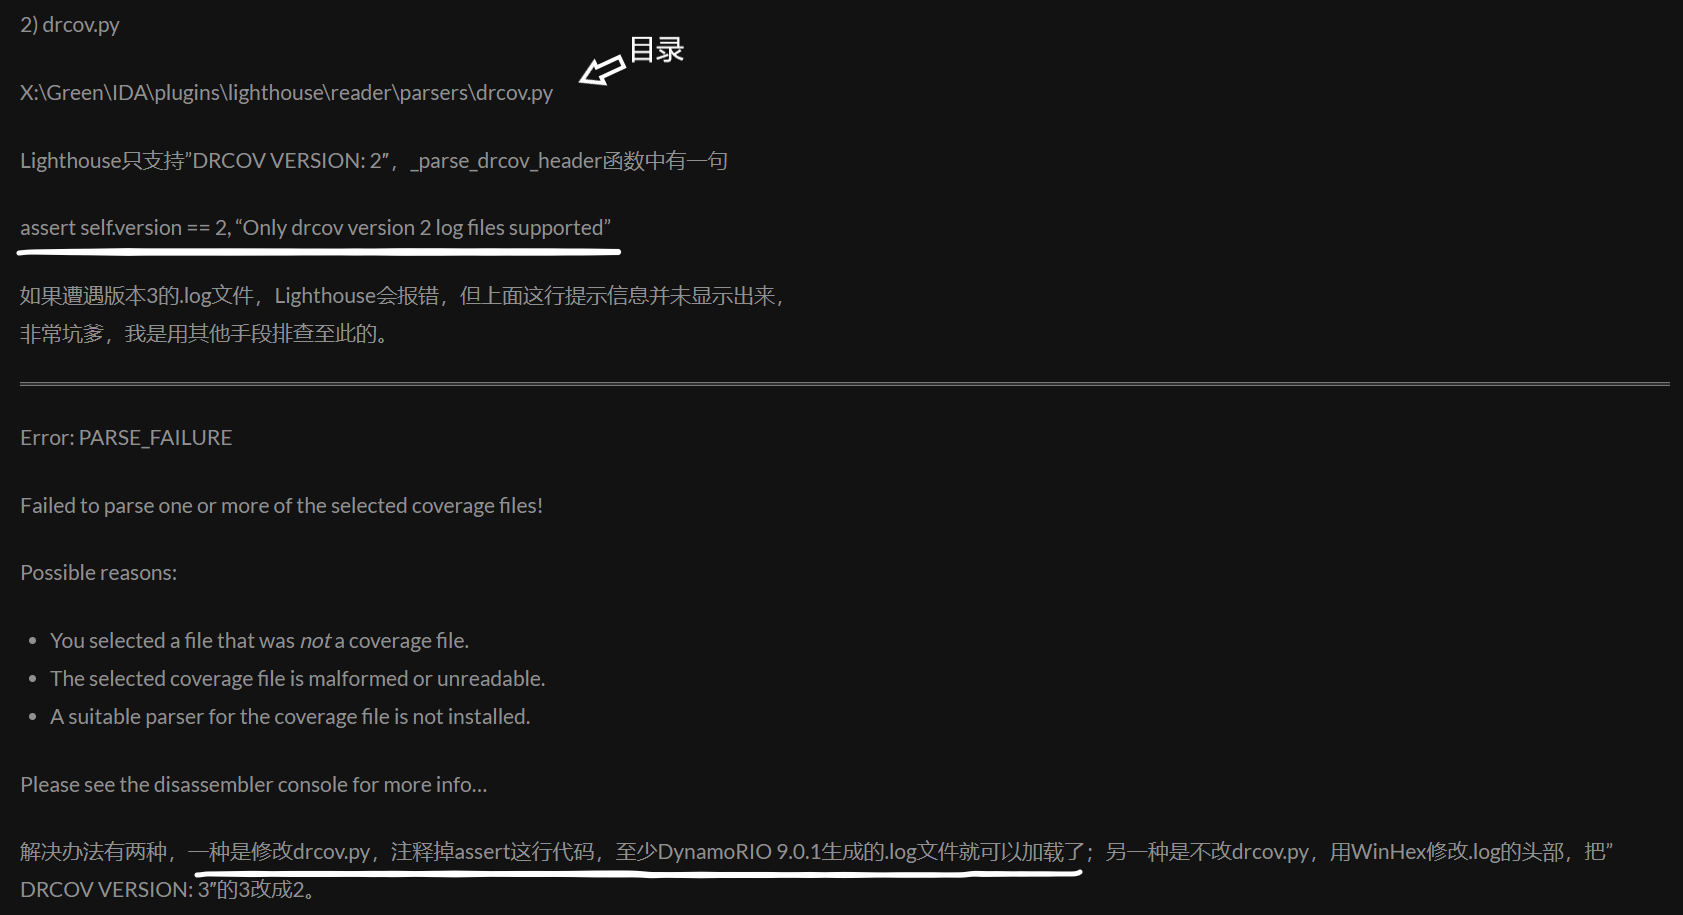 2) drcov.py
目录
X:\Green\IDA\plugins\lighthouse\reader\parsers\drcov.py
Lighthouse只支持”DRCOV VERSION: 2″，_parse_drcov_header函数中有一句
assert self.version == 2, “Only drcov version 2 log files supported”
如果遭遇版本3的.log文件，Lighthouse会报错，但上面这行提示信息并未显示出来，
非常坑爹，我是用其他手段排查至此的。
Error: PARSE_FAILURE
Failed to parse one or more of the selected coverage files!
Possible reasons:
• You selected a file that was not a coverage file.
• The selected coverage file is malformed or unreadable.
• A suitable parser for the coverage file is not installed.
Please see the disassembler console for more info…
解决办法有两种，一种是修改drcov.py，注释掉assert这行代码，至少DynamoRIO 9.0.1生成的.log文件就可以加载了；另一种是不改drcov.py，用WinHex修改.log的头部，把”
DRCOV VERSION: 3″的3改成2。